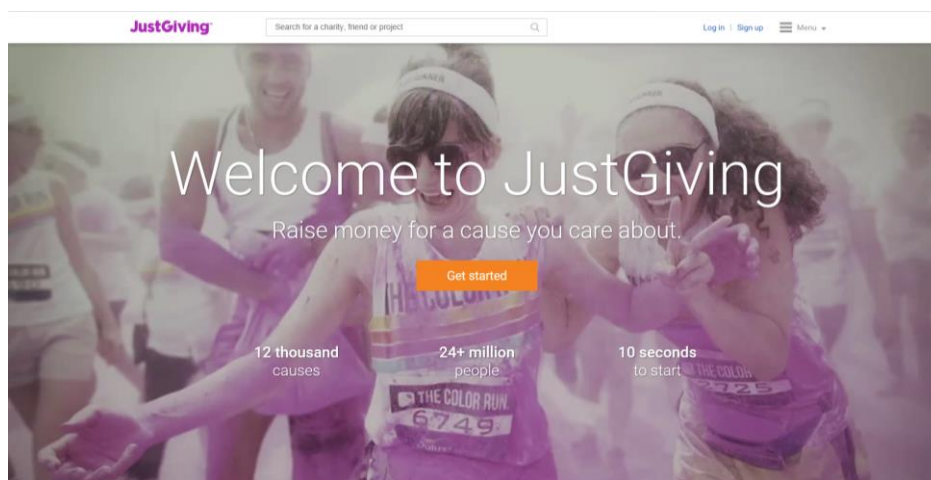 JustGiving™
Search for a charity, friend or project
Log in | Sign up
Menu
Welcome to JustGiving
Raise money for a cause you care about.
Get started
12 thousand
causes
24+ million
people
10 seconds
to start
THE COLOR RUN.
6749
THE COLOR
2725